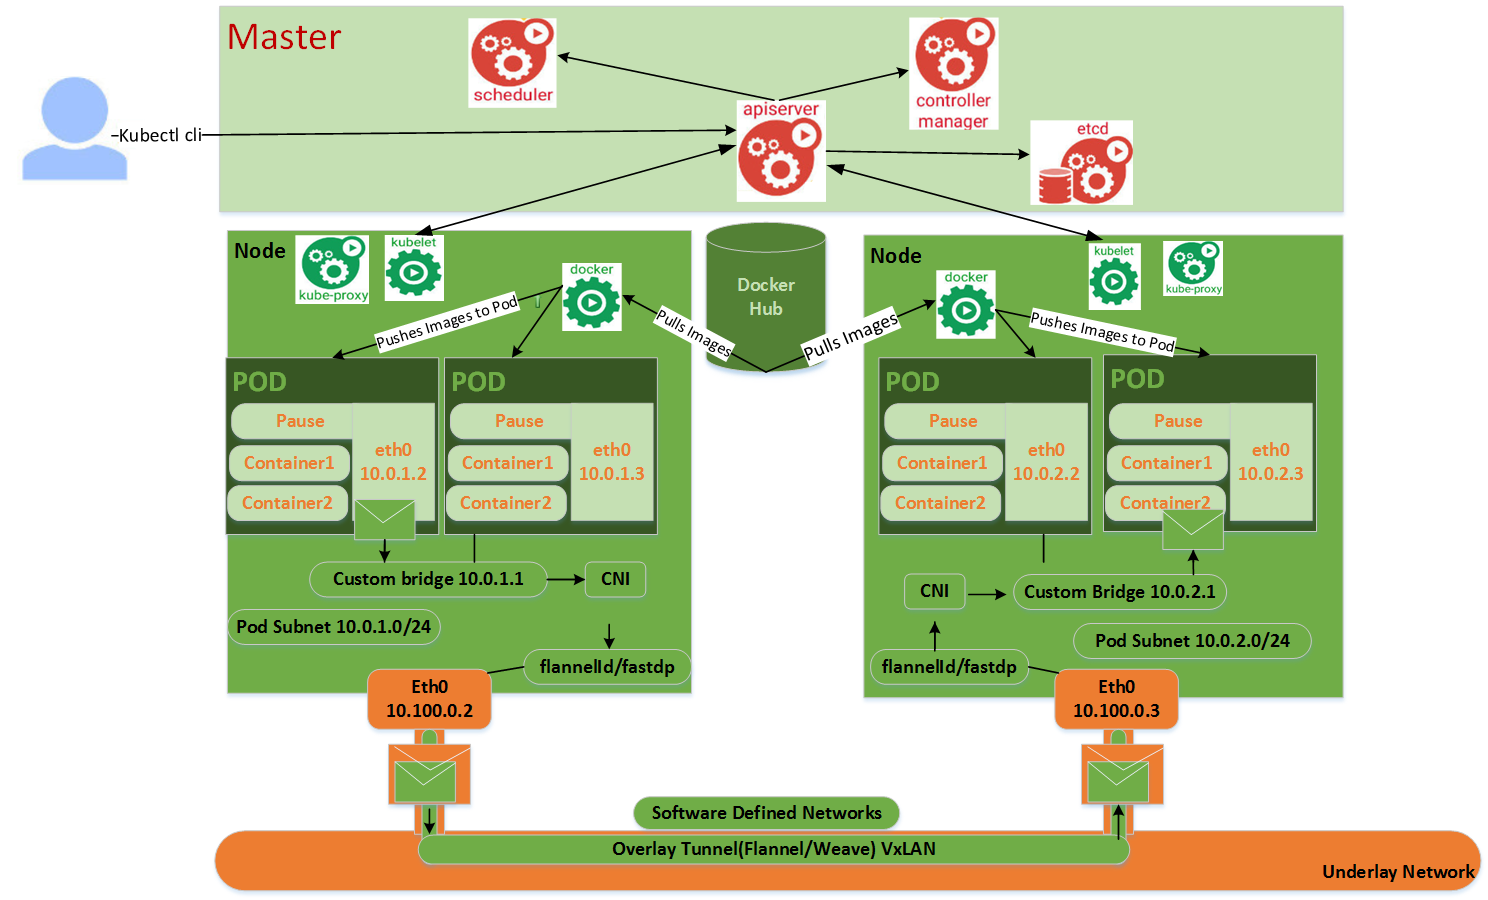 Master
scheduler
controller
manager
apiserver
etcd
Kubectl cli
Node
kube-proxy
kubelet
docker
Docker
Hub
Node
docker
kubelet
kube-proxy
Pushes Images to Pod
Pulls Images
Pulls Images
Pushes Images to Pod
POD
Pause
Container1
Container2
eth0
10.0.1.2
POD
Pause
Container1
Container2
eth0
10.0.1.3
POD
Pause
Container1
Container2
eth0
10.0.2.2
POD
Pause
Container1
Container2
eth0
10.0.2.3
Custom bridge 10.0.1.1
CNI
CNI
Custom Bridge 10.0.2.1
Pod Subnet 10.0.1.0/24
Pod Subnet 10.0.2.0/24
flannelId/fastdp
flannelId/fastdp
Eth0
10.100.0.2
Eth0
10.100.0.3
Software Defined Networks
Overlay Tunnel(Flannel/Weave) VxLAN
Underlay Network